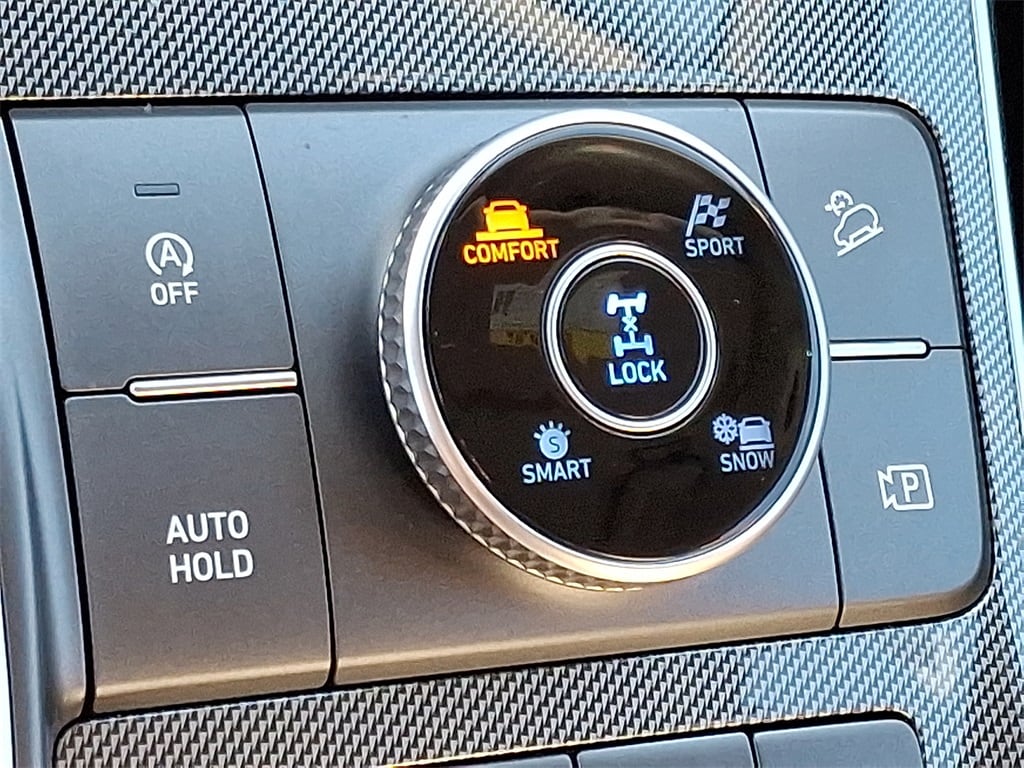 A
OFF
COMFORT
SPORT
LOCK
S
SMART
SNOW
AUTO
HOLD
P